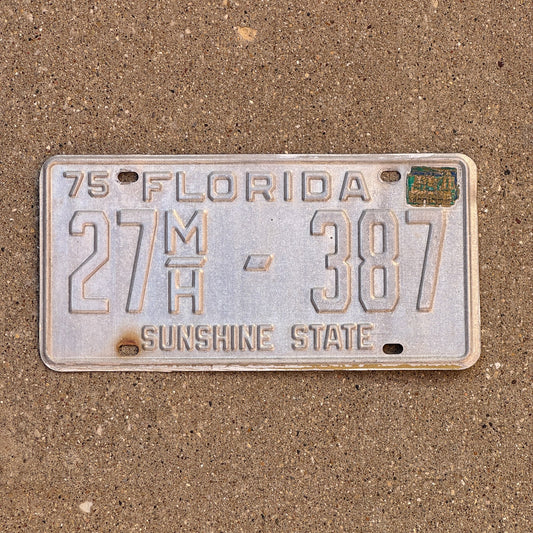 75 FLORIDA
27 M/H - 387
SUNSHINE STATE